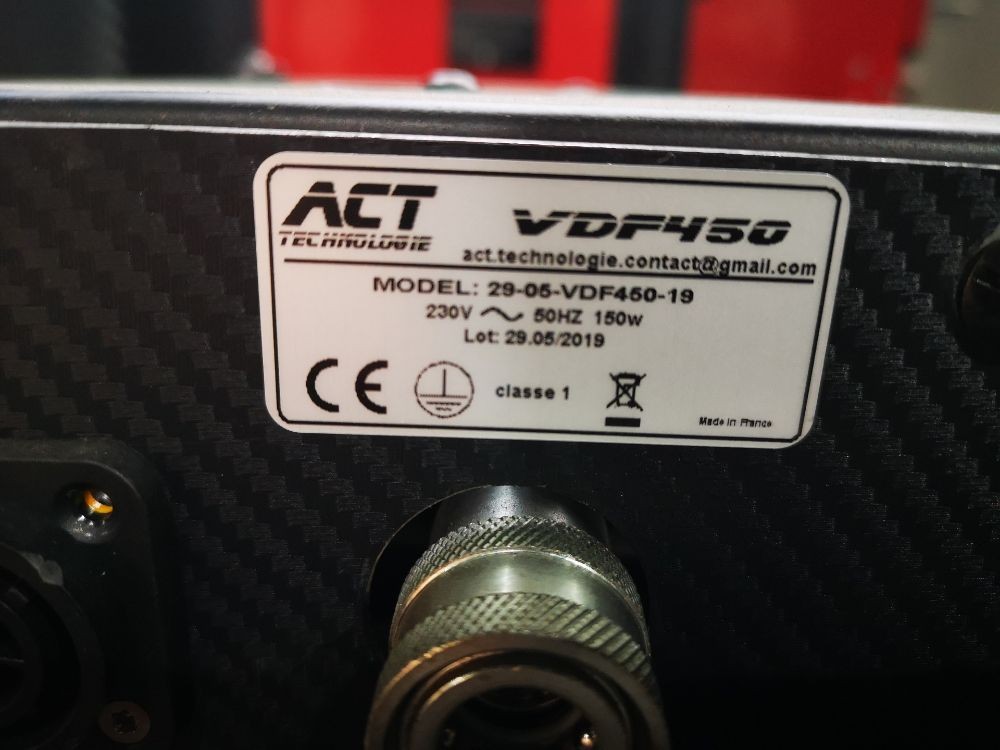 ACT
TECHNOLOGIE
VDF450
act.technologie.contact@gmail.com
MODEL: 29-05-VDF450-19
230V ~ 50HZ 150w
Lot: 29.05/2019
CE classe 1
Made in France